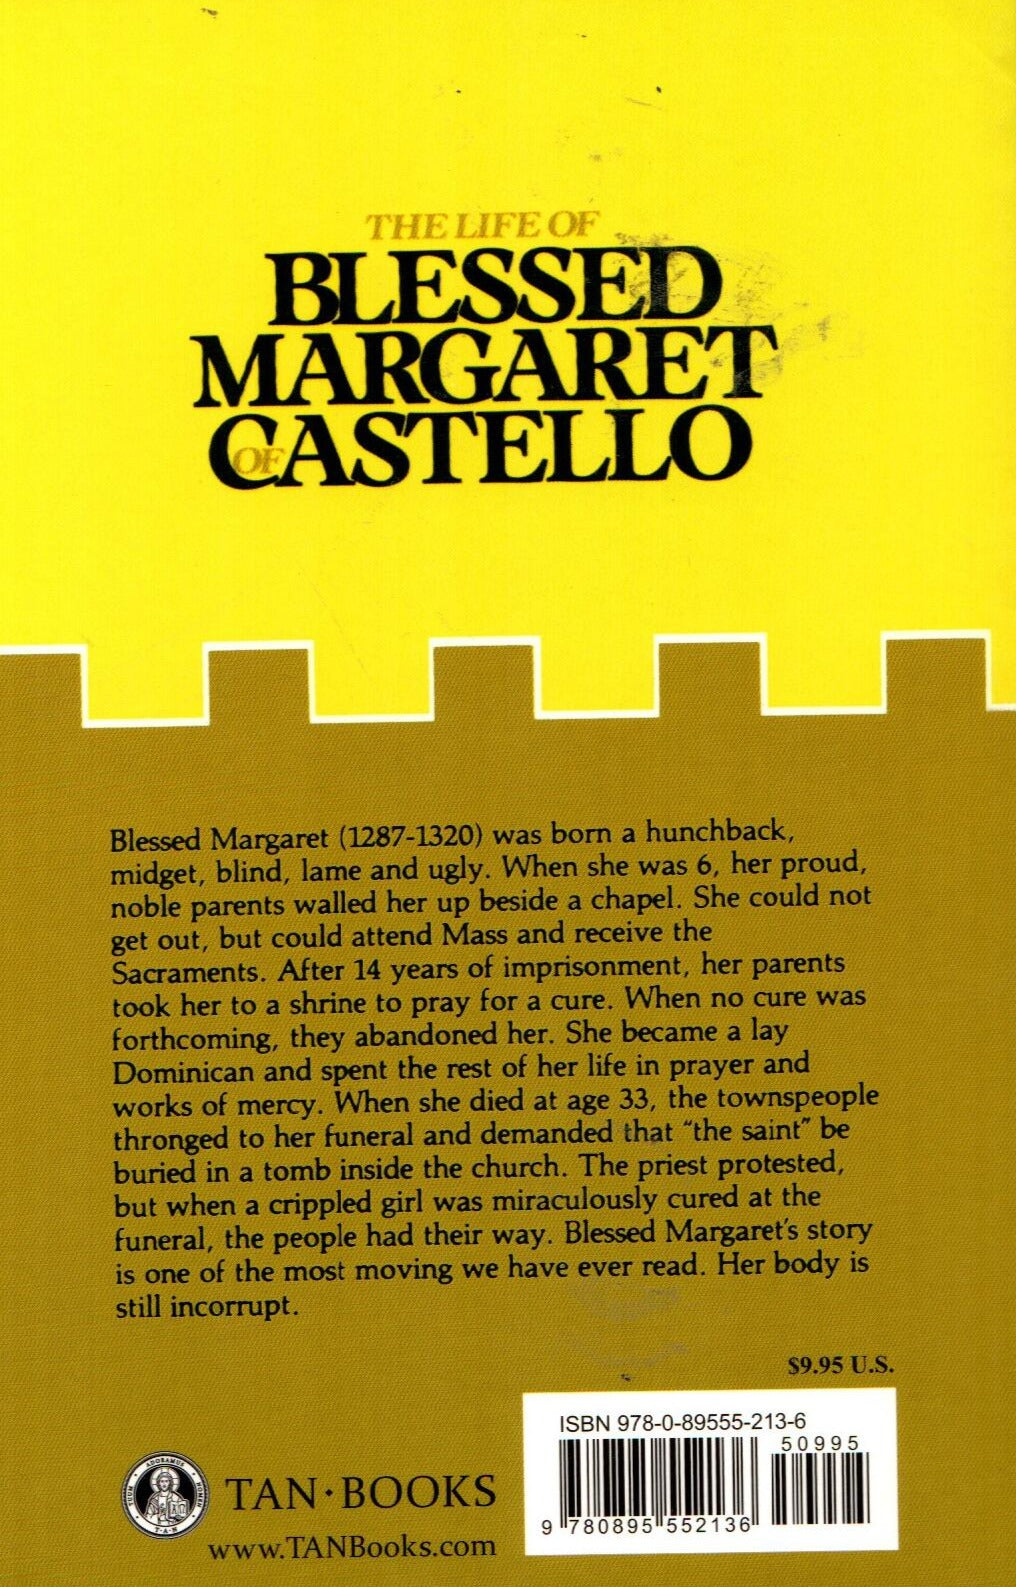 THE LIFE OF
BLESSED
MARGARET
OF CASTELLO
Blessed Margaret (1287-1320) was born a hunchback,
midget, blind, lame and ugly. When she was 6, her proud,
noble parents walled her up beside a chapel. She could not
get out, but could attend Mass and receive the
Sacraments. After 14 years of imprisonment, her parents
took her to a shrine to pray for a cure. When no cure was
forthcoming, they abandoned her. She became a lay
Dominican and spent the rest of her life in prayer and
works of mercy. When she died at age 33, the townspeople
thronged to her funeral and demanded that “the saint” be
buried in a tomb inside the church. The priest protested,
but when a crippled girl was miraculously cured at the
funeral, the people had their way. Blessed Margaret's story
is one of the most moving we have ever read. Her body is
still incorrupt.
$9.95 U.S.
ISBN 978-0-89555-213-6
50995
9 780895 552136
ADORAMUS NOMEN TUUM
T·A·N
TAN·BOOKS
www.TANBooks.com